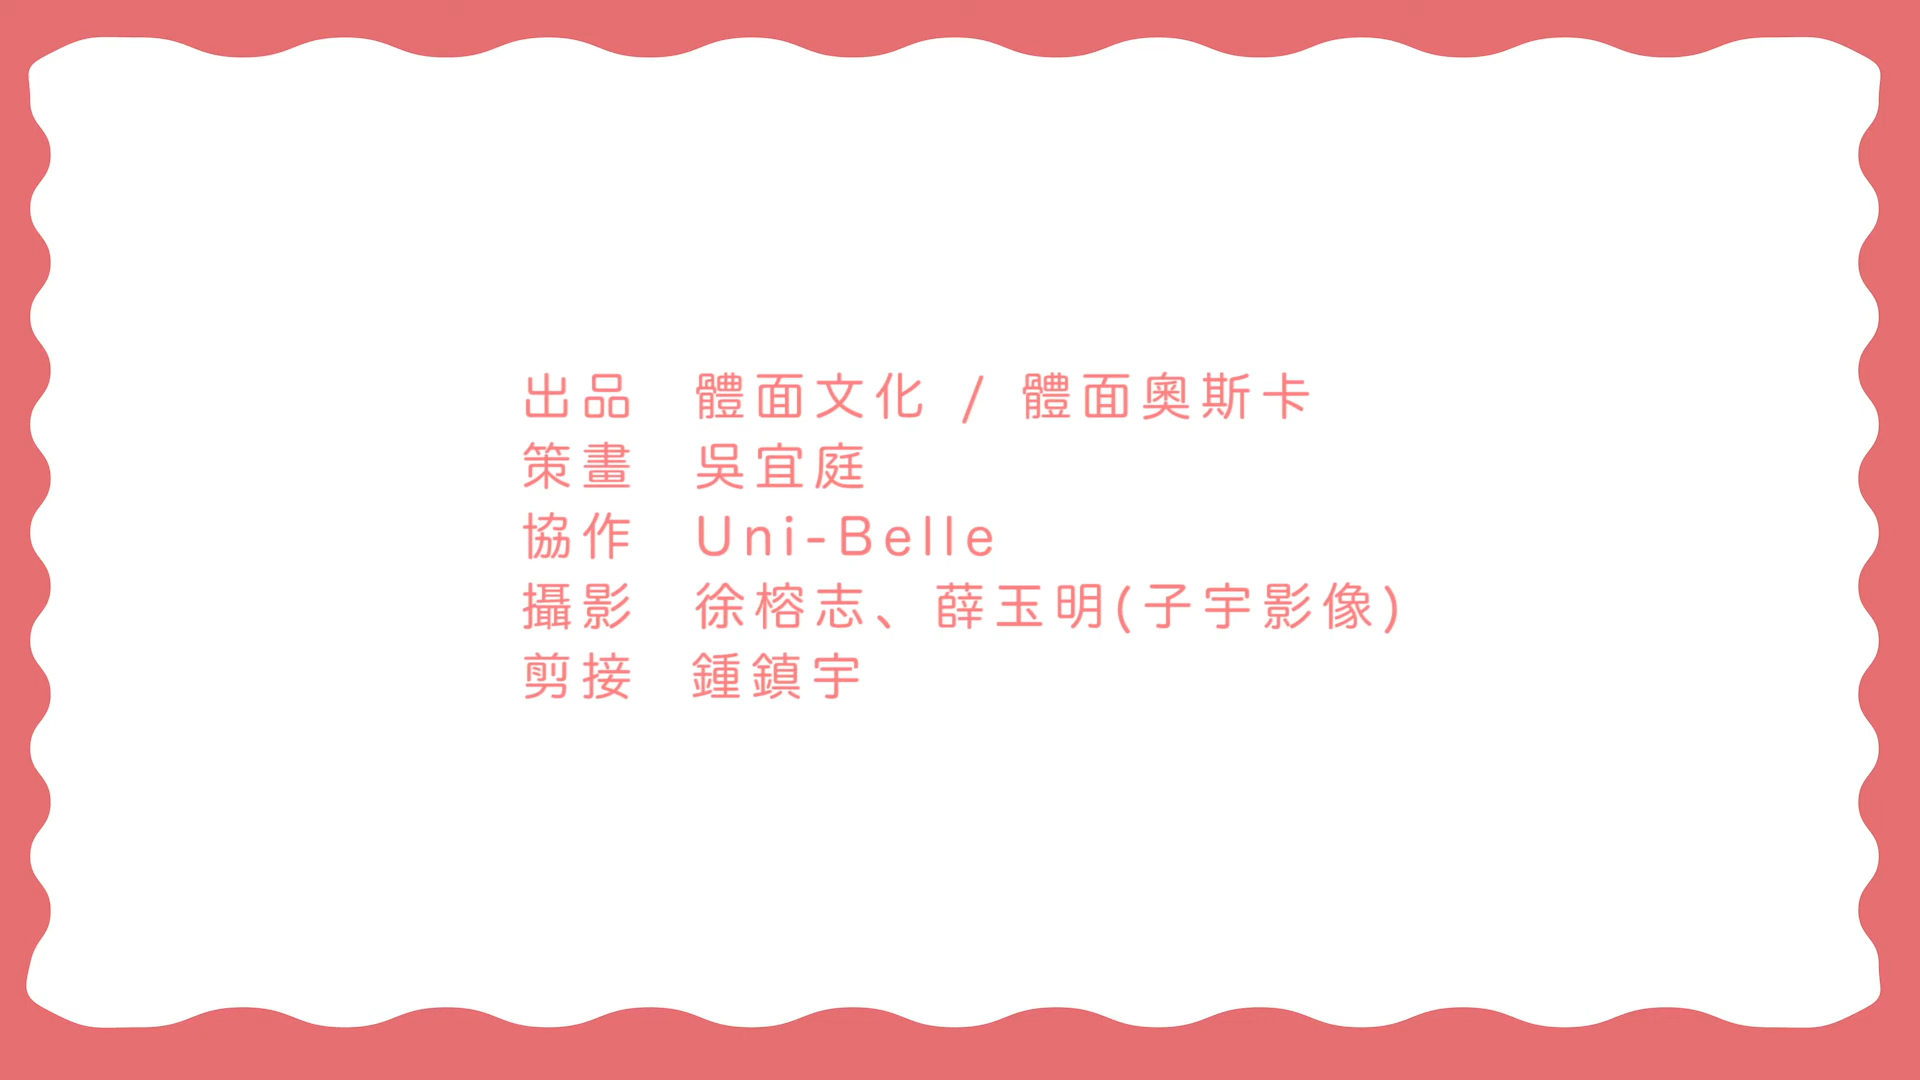 出品 體面文化 / 體面奧斯卡
策畫 吳宜庭
協作 Uni-Belle
攝影 徐榕志、薛玉明(子宇影像)
剪接 鍾鎮宇